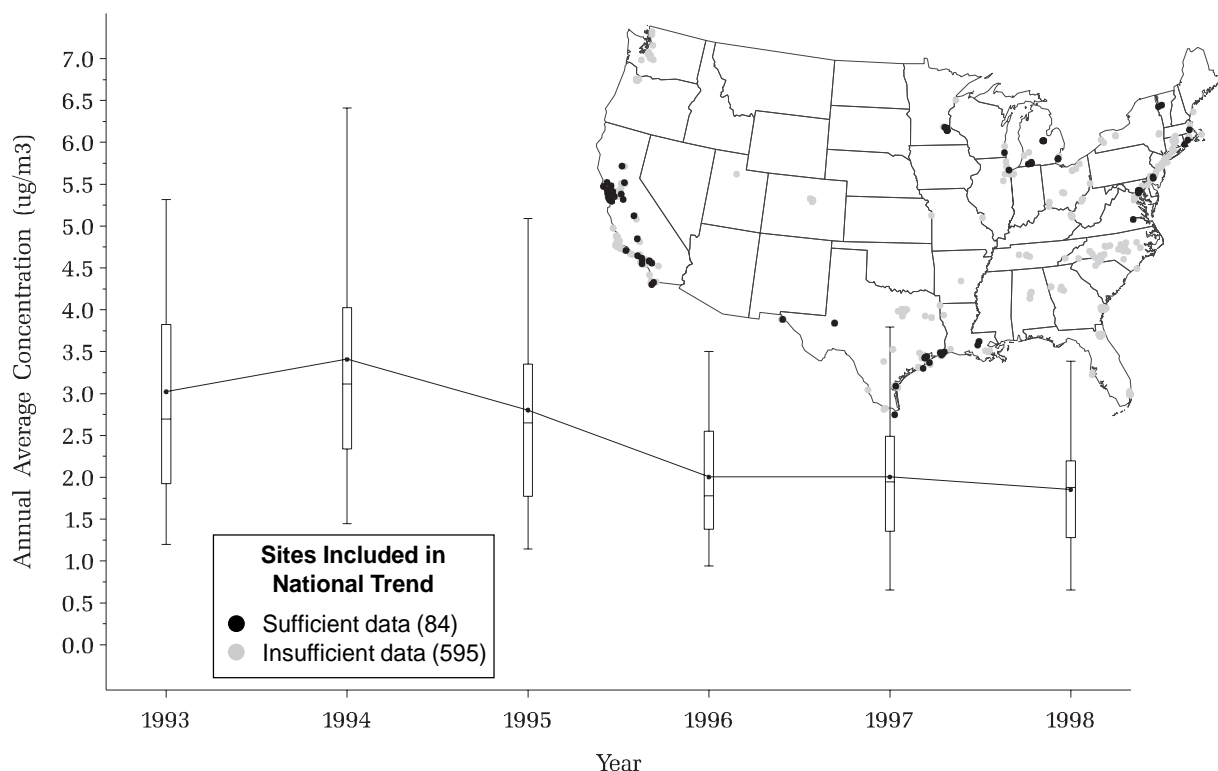 Annual Average Concentration (ug/m3)
7.0
6.5
6.0
5.5
5.0
4.5
4.0
3.5
3.0
2.5
2.0
1.5
1.0
0.5
0.0
Sites Included in
National Trend
Sufficient data (84)
Insufficient data (595)
1993 1994 1995 1996 1997 1998
Year